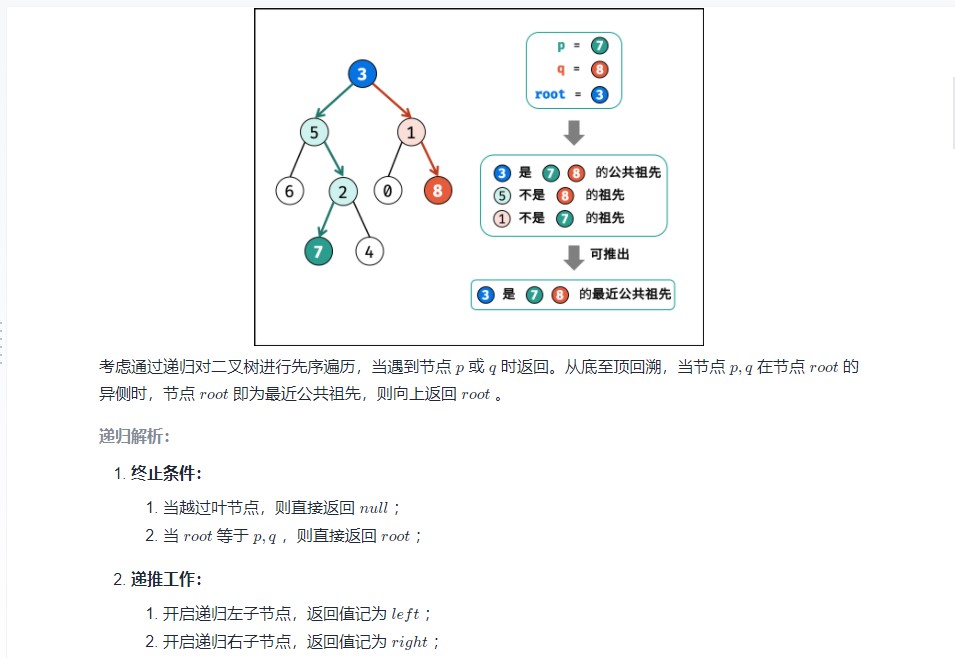 3
p = 7
q = 8
root = 3
5
1
6
2
0
8
7
4
3 是 7 8 的公共祖先
5 不是 8 的祖先
1 不是 7 的祖先
可推出
3 是 7 8 的最近公共祖先
考虑通过递归对二叉树进行先序遍历，当遇到节点 p 或 q 时返回。从底至顶回溯，当节点 p, q 在节点 root 的
异侧时，节点 root 即为最近公共祖先，则向上返回 root 。
递归解析：
1. 终止条件：
1. 当越过叶节点，则直接返回 null ；
2. 当 root 等于 p, q ，则直接返回 root ；
2. 递推工作：
1. 开启递归左子节点，返回值记为 left ；
2. 开启递归右子节点，返回值记为 right ；